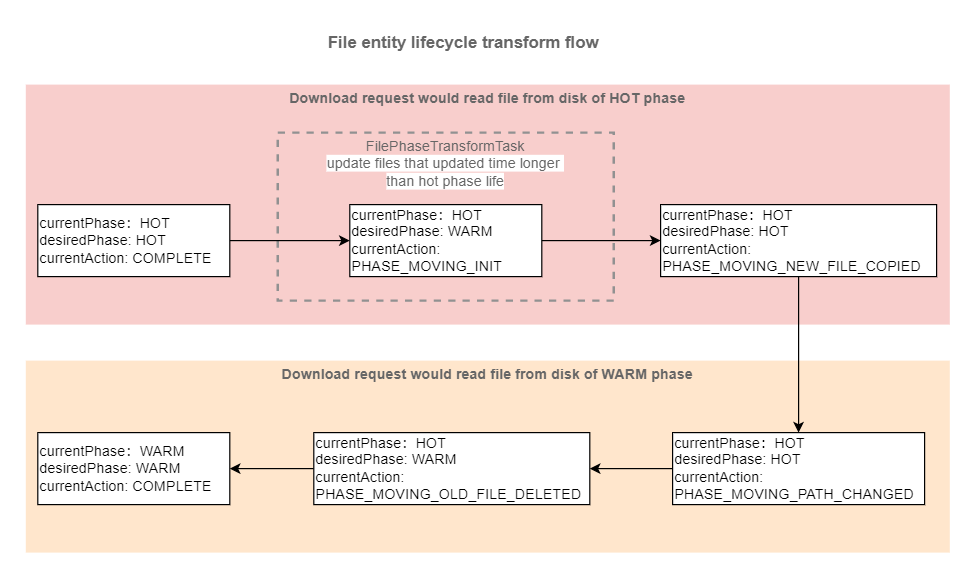 File entity lifecycle transform flow
Download request would read file from disk of HOT phase
FilePhaseTransformTask
update files that updated time longer
than hot phase life
currentPhase: HOT
desiredPhase: HOT
currentAction: COMPLETE
currentPhase: HOT
desiredPhase: WARM
currentAction:
PHASE_MOVING_INIT
currentPhase: HOT
desiredPhase: HOT
currentAction:
PHASE_MOVING_NEW_FILE_COPIED
Download request would read file from disk of WARM phase
currentPhase: WARM
desiredPhase: WARM
currentAction: COMPLETE
currentPhase: HOT
desiredPhase: WARM
currentAction:
PHASE_MOVING_OLD_FILE_DELETED
currentPhase: HOT
desiredPhase: HOT
currentAction:
PHASE_MOVING_PATH_CHANGED